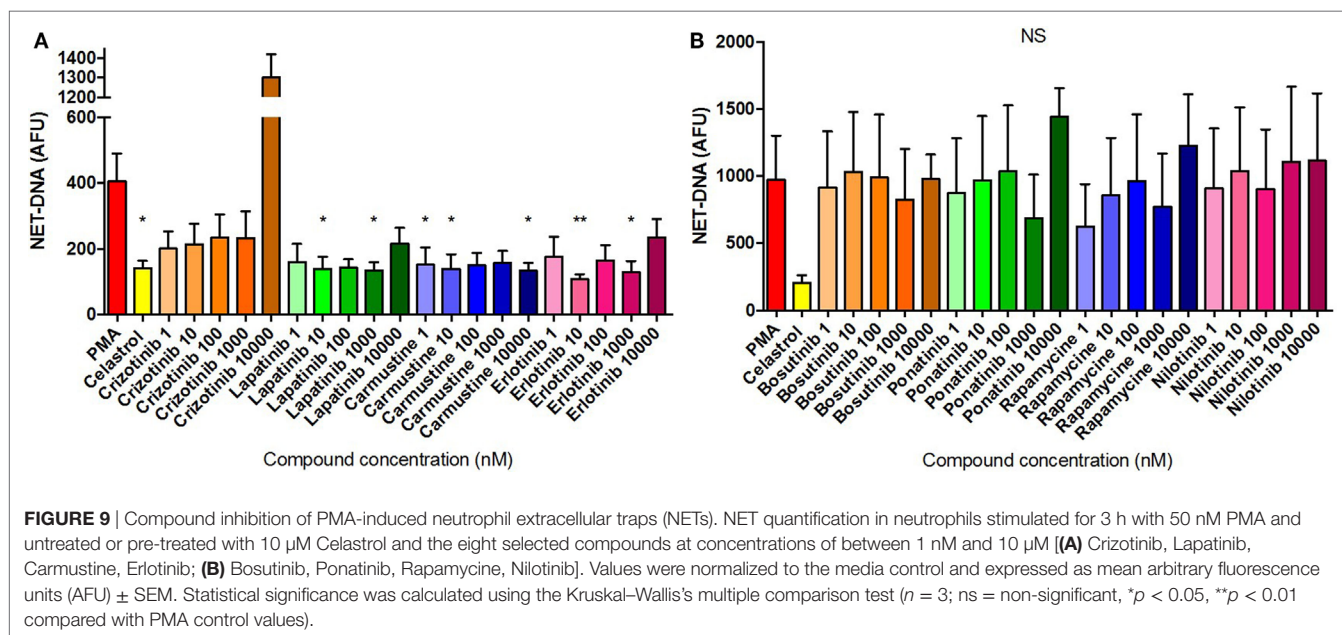 A
NET-DNA (AFU)
1400
1300
1200
600
400
200
0
*
*
*
*
*
*
**
*
PMA
Celastrol
Crizotinib 1
Crizotinib 10
Crizotinib 100
Crizotinib 1000
Crizotinib 10000
Lapatinib 1
Lapatinib 10
Lapatinib 100
Lapatinib 1000
Lapatinib 10000
Carmustine 1
Carmustine 10
Carmustine 100
Carmustine 1000
Carmustine 10000
Erlotinib 1
Erlotinib 10
Erlotinib 100
Erlotinib 1000
Erlotinib 10000
Compound concentration (nM)
B
NS
NET-DNA (AFU)
2000
1500
1000
500
0
PMA
Celastrol
Bosutinib 1
Bosutinib 10
Bosutinib 100
Bosutinib 1000
Bosutinib 10000
Ponatinib 1
Ponatinib 10
Ponatinib 100
Ponatinib 1000
Ponatinib 10000
Rapamycine 1
Rapamycine 10
Rapamycine 100
Rapamycine 1000
Rapamycine 10000
Nilotinib 1
Nilotinib 10
Nilotinib 100
Nilotinib 1000
Nilotinib 10000
Compound concentration (nM)
FIGURE 9 | Compound inhibition of PMA-induced neutrophil extracellular traps (NETs). NET quantification in neutrophils stimulated for 3 h with 50 nM PMA and
untreated or pre-treated with 10 µM Celastrol and the eight selected compounds at concentrations of between 1 nM and 10 µM [(A) Crizotinib, Lapatinib,
Carmustine, Erlotinib; (B) Bosutinib, Ponatinib, Rapamycine, Nilotinib]. Values were normalized to the media control and expressed as mean arbitrary fluorescence
units (AFU) ± SEM. Statistical significance was calculated using the Kruskal–Wallis's multiple comparison test (n = 3; ns = non-significant, *p < 0.05, **p < 0.01
compared with PMA control values).